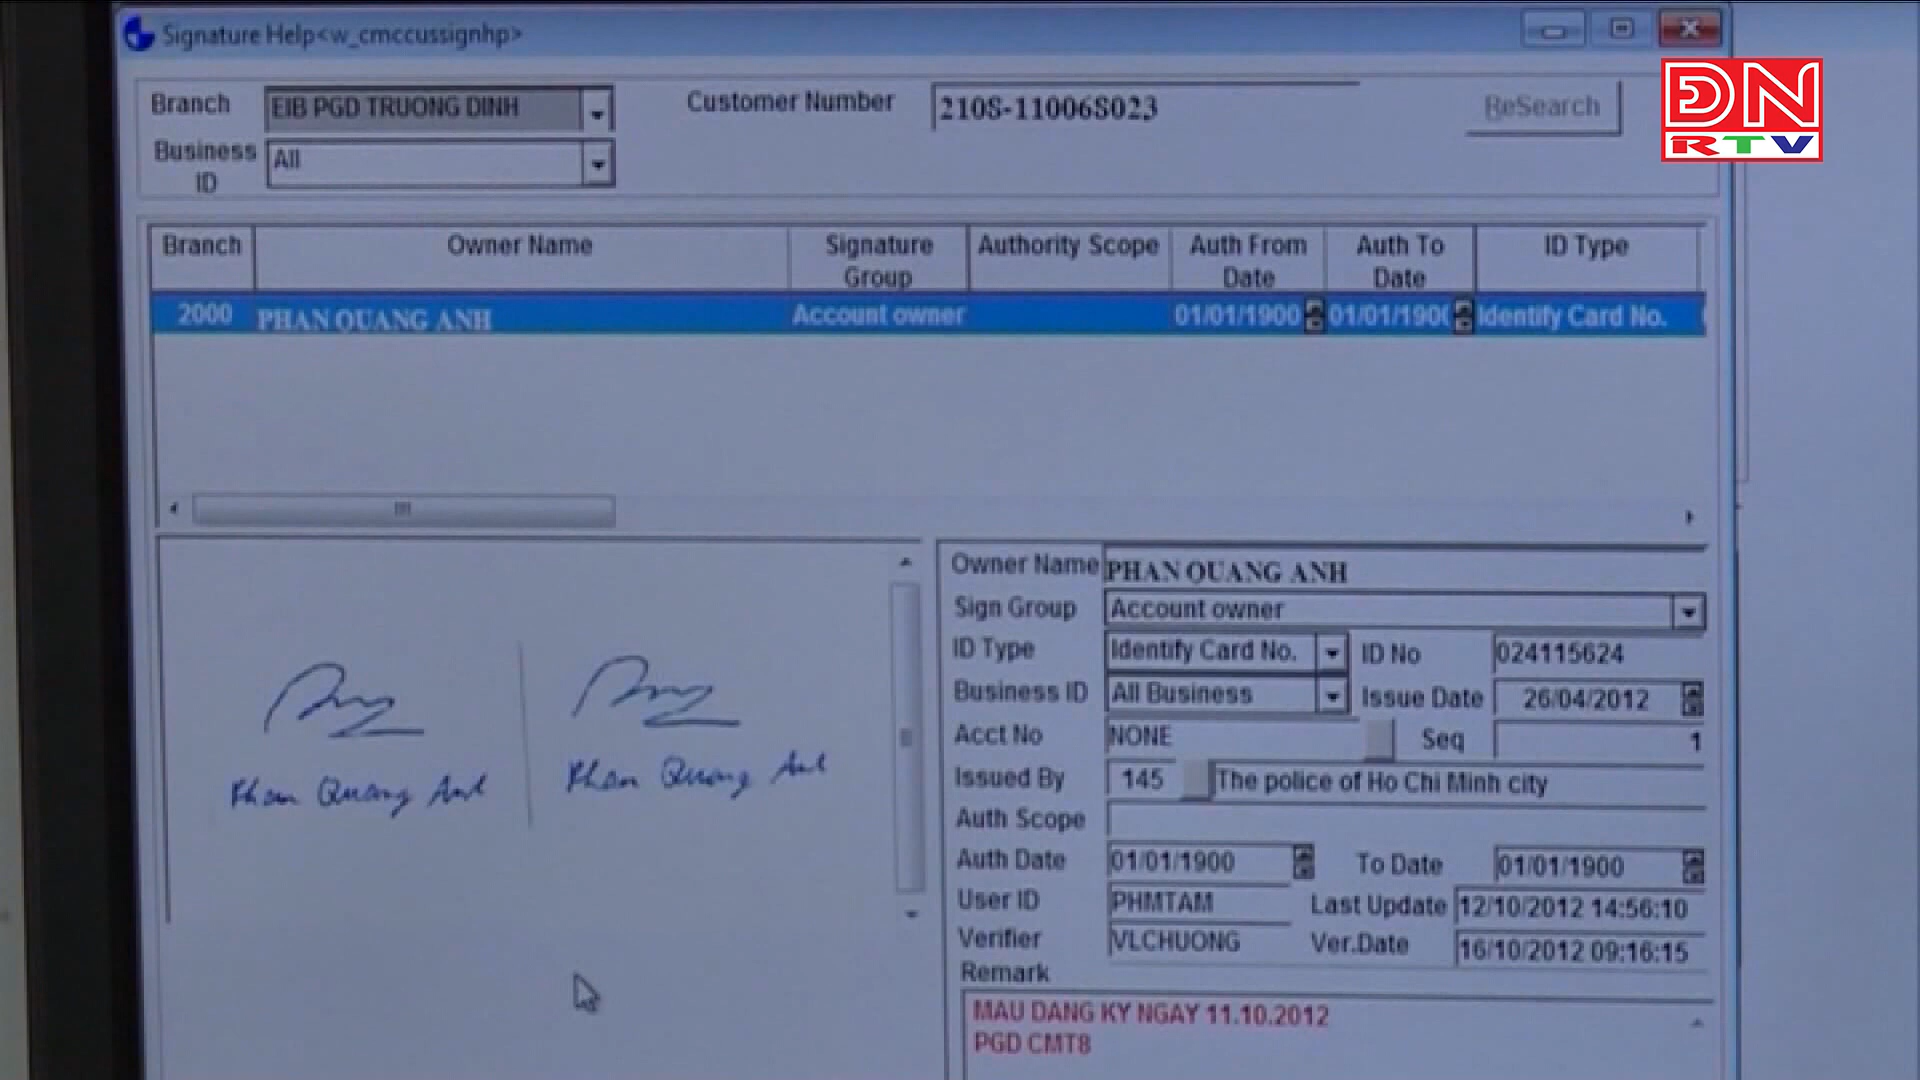 Signature Help<w_cmccussignhp>
DN
RTV
Branch EIB PGD TRUONG DINH Customer Number 2108-110068023 ReSearch
Business ID All
Branch Owner Name Signature Group Authority Scope Auth From Date Auth To Date ID Type
2000 PHAN QUANG ANH Account owner 01/01/1900 01/01/190 Identify Card No.
Owner Name PHAN QUANG ANH
Sign Group Account owner
ID Type Identify Card No. ID No 024115624
Business ID All Business Issue Date 26/04/2012
Acct No NONE Seq 1
Issued By 145 The police of Ho Chi Minh city
Auth Scope
Auth Date 01/01/1900 To Date 01/01/1900
User ID PHMTAM Last Update 12/10/2012 14:56:10
Verifier VLCHUONG Ver.Date 16/10/2012 09:16:15
Remark
MAU DANG KY NGAY 11.10.2012
PGD CMT8
Phan Quang Anh Phan Quang Anh